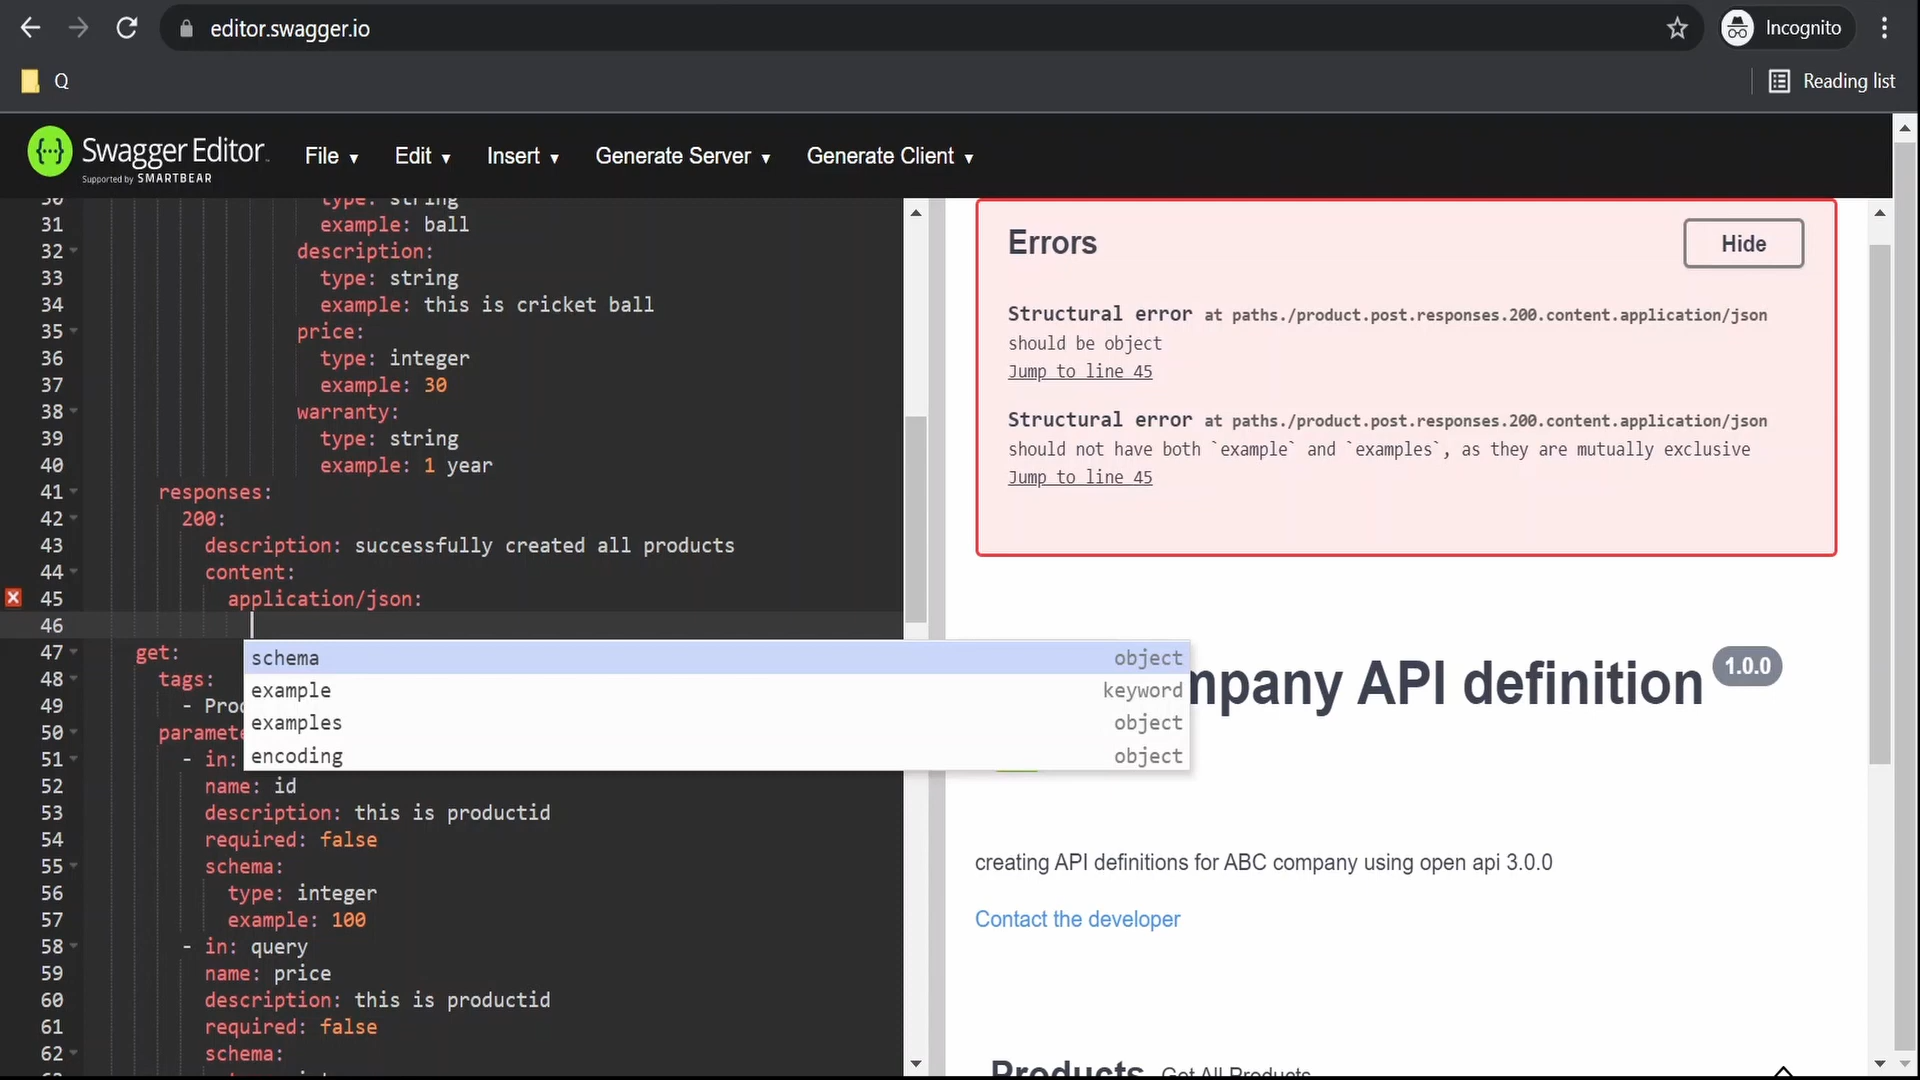 editor.swagger.io
Incognito
Q
Reading list
Swagger Editor
Supported by SMARTBEAR
File
Edit
Insert
Generate Server
Generate Client
30 type: string
31 example: ball
32 description:
33 type: string
34 example: this is cricket ball
35 price:
36 type: integer
37 example: 30
38 warranty:
39 type: string
40 example: 1 year
41 responses:
42 200:
43 description: successfully created all products
44 content:
45 application/json:
46
47 get:
48 tags:
49 - Pro
50 paramete
51 - in:
52 name: id
53 description: this is productid
54 required: false
55 schema:
56 type: integer
57 example: 100
58 - in: query
59 name: price
60 description: this is productid
61 required: false
62 schema:
schema object
example keyword
examples object
encoding object
Errors
Hide
Structural error at paths./product.post.responses.200.content.application/json
should be object
Jump to line 45
Structural error at paths./product.post.responses.200.content.application/json
should not have both `example` and `examples`, as they are mutually exclusive
Jump to line 45
mpany API definition 1.0.0
creating API definitions for ABC company using open api 3.0.0
Contact the developer
Products Get All Products